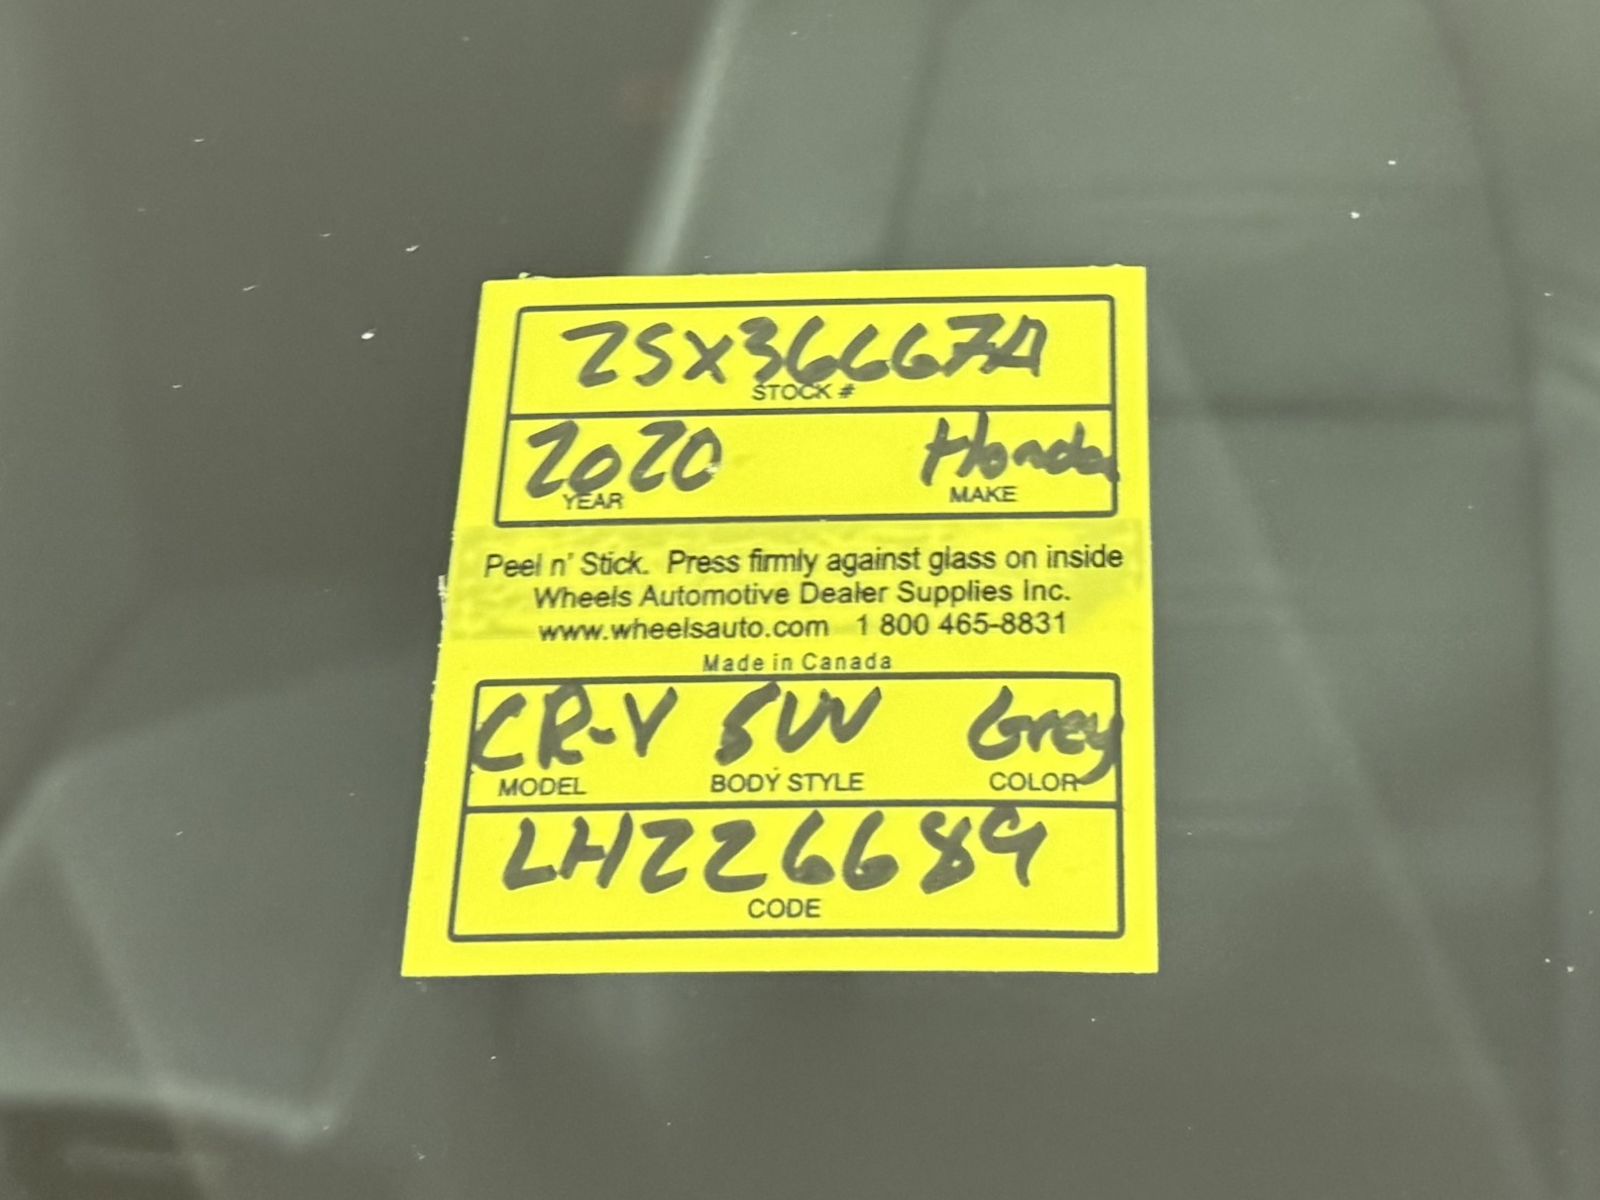 25X36667A
STOCK #
2020 Honda
YEAR MAKE
Peel n' Stick. Press firmly against glass on inside
Wheels Automotive Dealer Supplies Inc.
www.wheelsauto.com 1 800 465-8831
Made in Canada
CR-V SUV Grey
MODEL BODY STYLE COLOR
LH226689
CODE